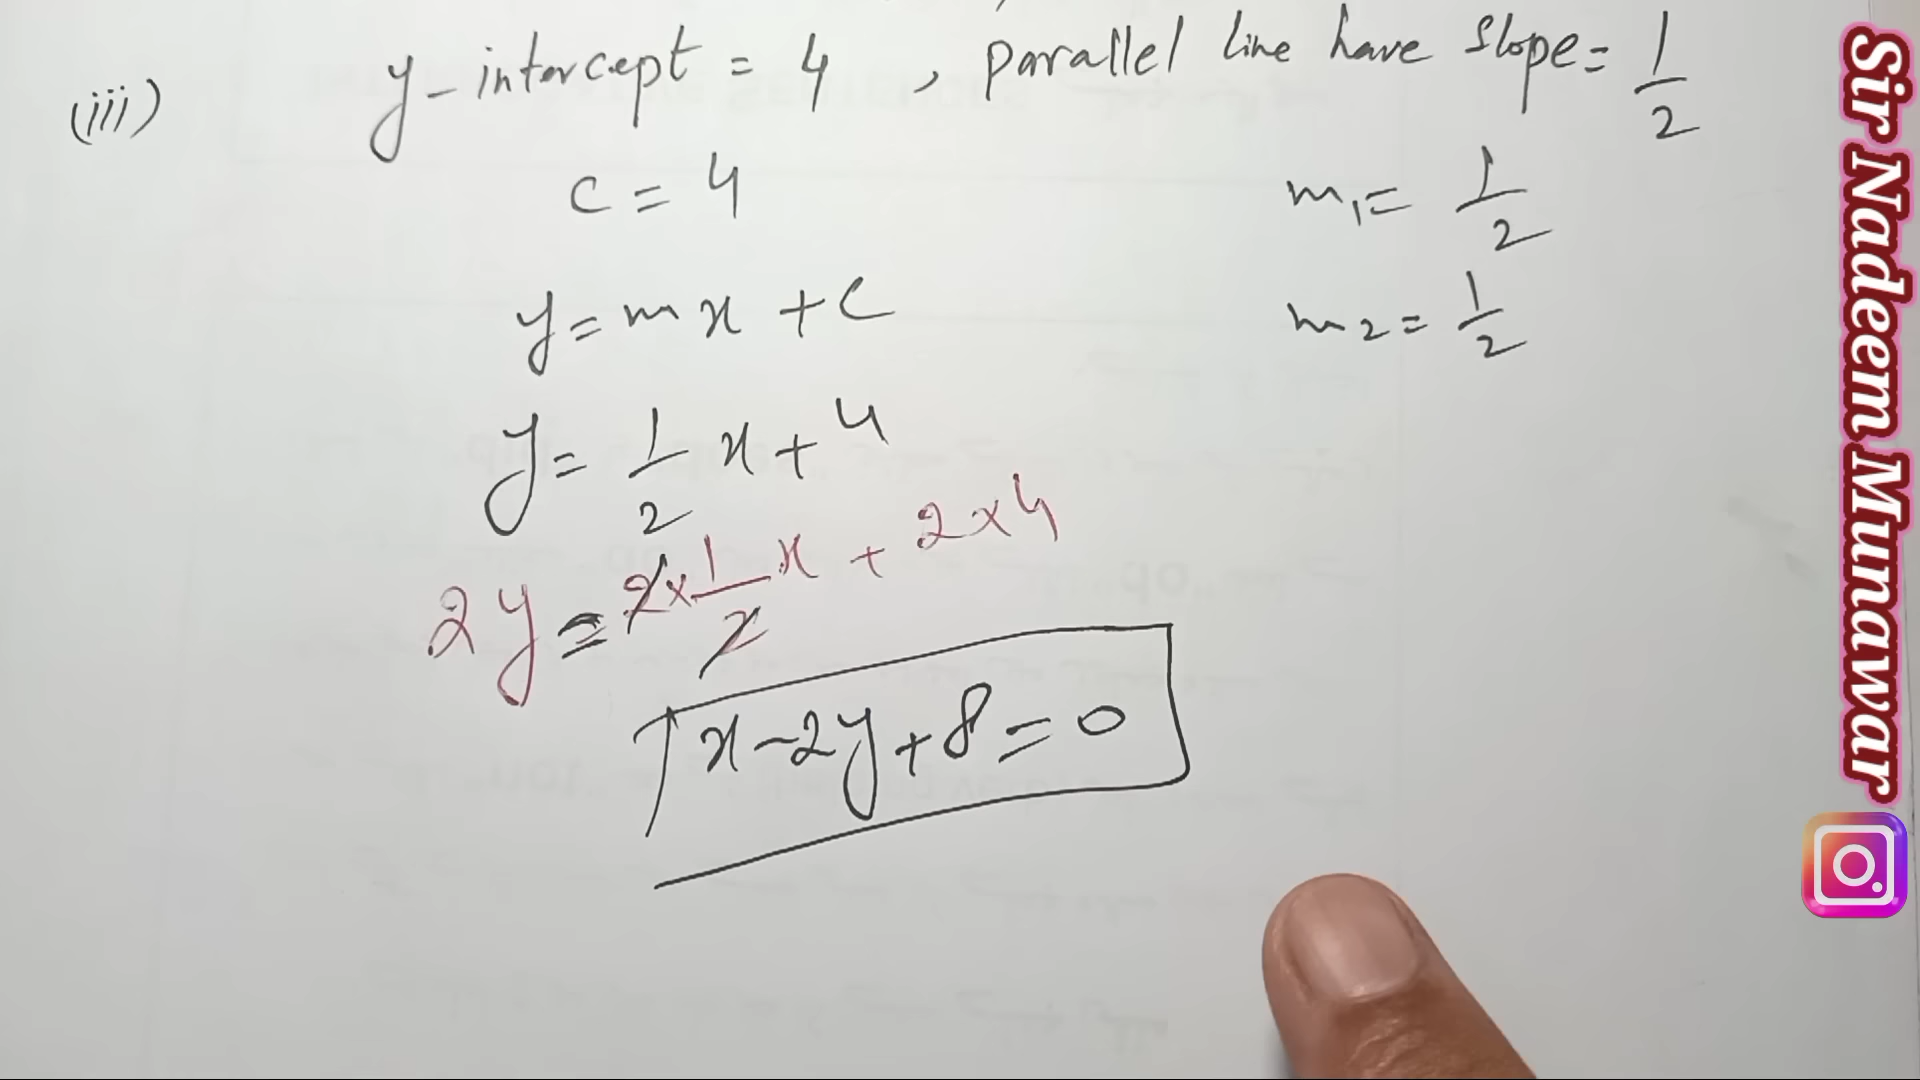 (iii) y-intercept = 4 , parallel line have slope = 1/2
c = 4
m₁ = 1/2
y = mx + c
m₂ = 1/2
y = 1/2 x + 4
2y = 2×1/2 x + 2×4
x-2y+8=0
Sir Nadeem Munawar